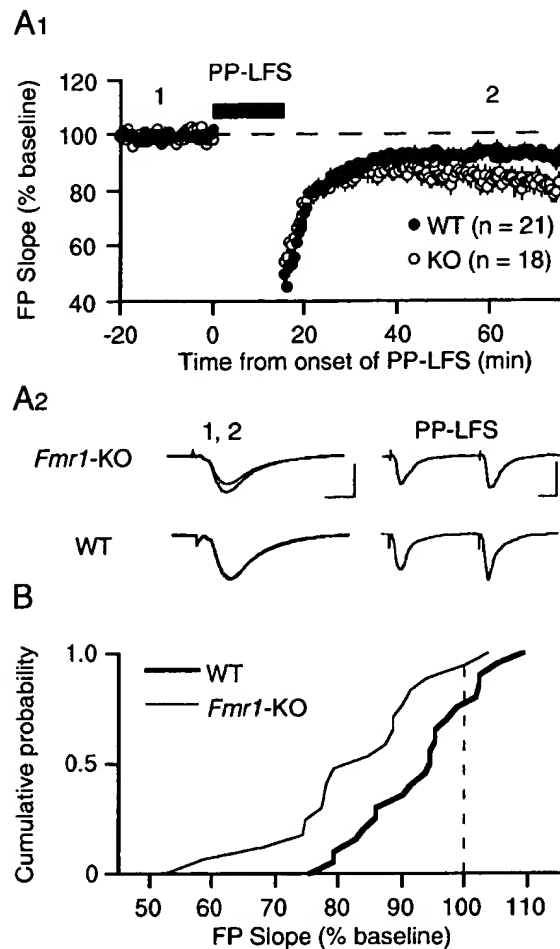 A1
PP-LFS
1
2
120
100
80
60
40
FP Slope (% baseline)
WT (n = 21)
KO (n = 18)
-20
0
20
40
60
Time from onset of PP-LFS (min)
A2
1, 2
PP-LFS
Fmr1-KO
WT
B
1.0
0.5
0
Cumulative probability
WT
Fmr1-KO
50
60
70
80
90
100
110
FP Slope (% baseline)